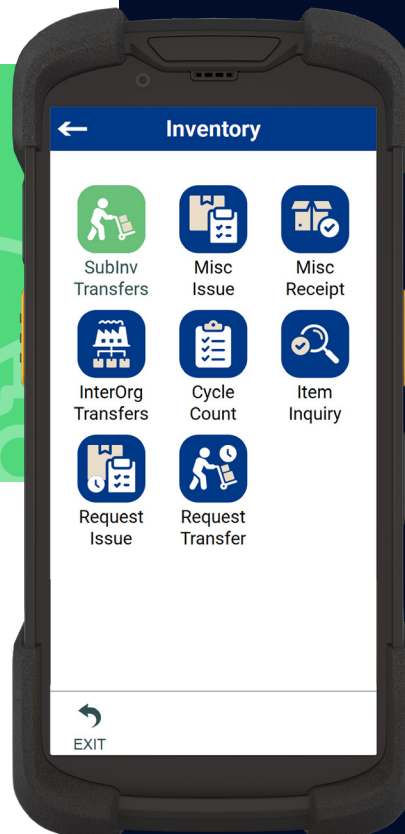 Inventory
SubInv
Transfers
Misc
Issue
Misc
Receipt
InterOrg
Transfers
Cycle
Count
Item
Inquiry
Request
Issue
Request
Transfer
EXIT